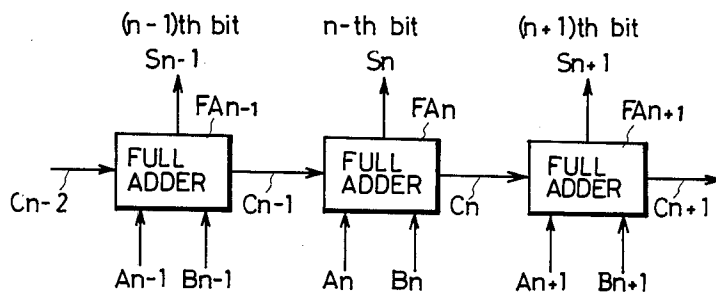 (n-1)th bit n-th bit (n+1)th bit
Sn-1 Sn Sn+1
FAn-1 FAn FAn+1
FULL ADDER FULL ADDER FULL ADDER
Cn-2 Cn-1 Cn Cn+1
An-1 Bn-1 An Bn An+1 Bn+1